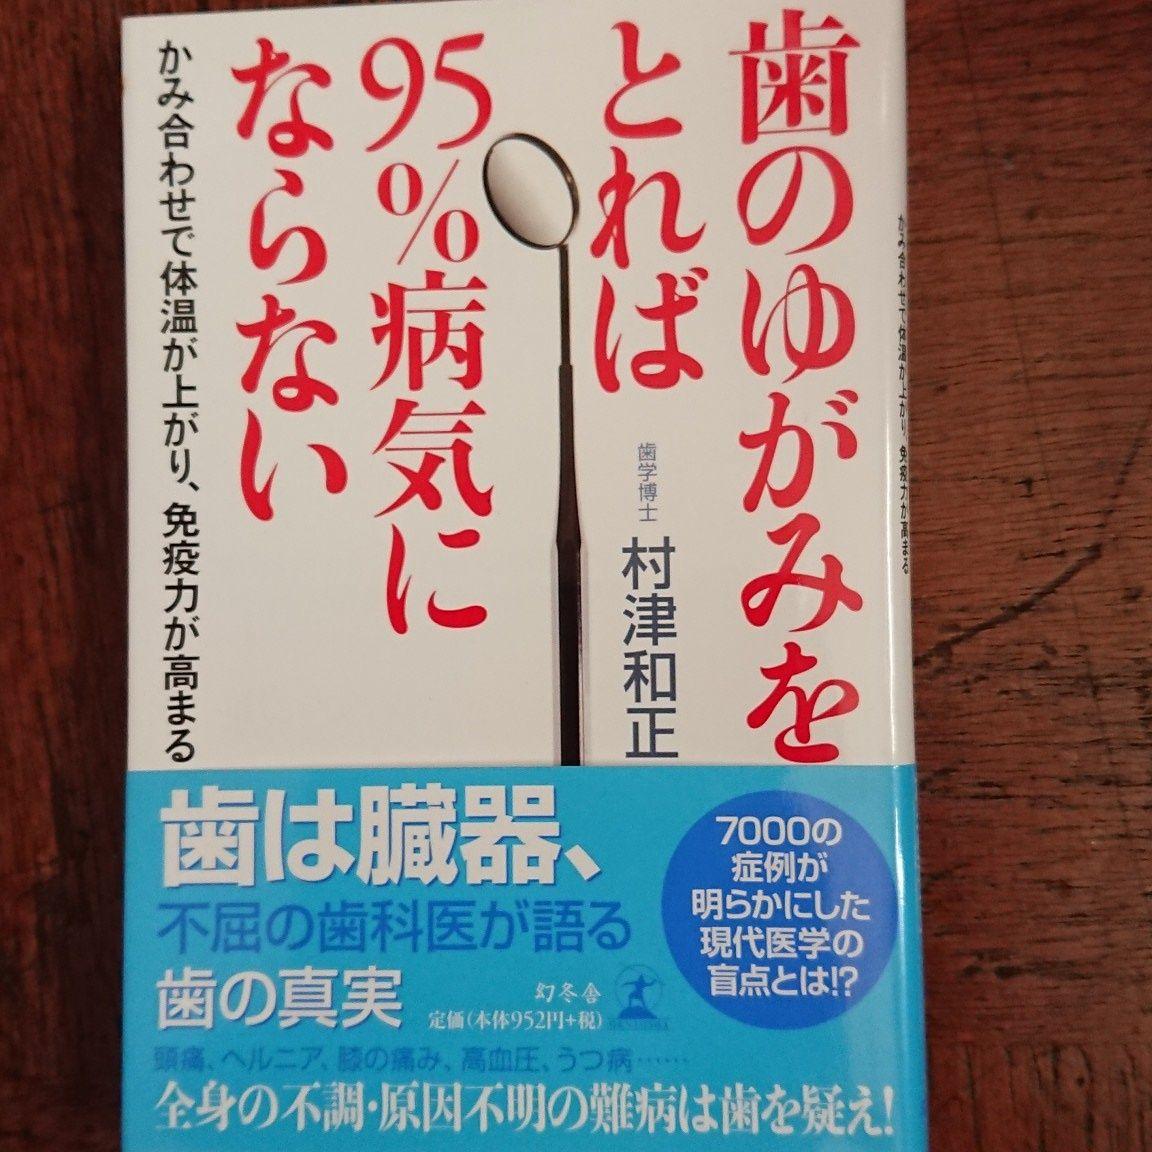 歯のゆがみを
とれば
95%病気に
ならない
かみ合わせで体温が上がり、免疫力が高まる
歯学博士
村津和正
かみ合わせで体温が上がり、免疫力が高まる
歯は臓器、
不屈の歯科医が語る
歯の真実
7000の
症例が
明らかにした
現代医学の
盲点とは!?
幻冬舎
定価(本体952円+税)
GENTOSHA
頭痛、ヘルニア、膝の痛み、高血圧、うつ病……
全身の不調・原因不明の難病は歯を疑え!